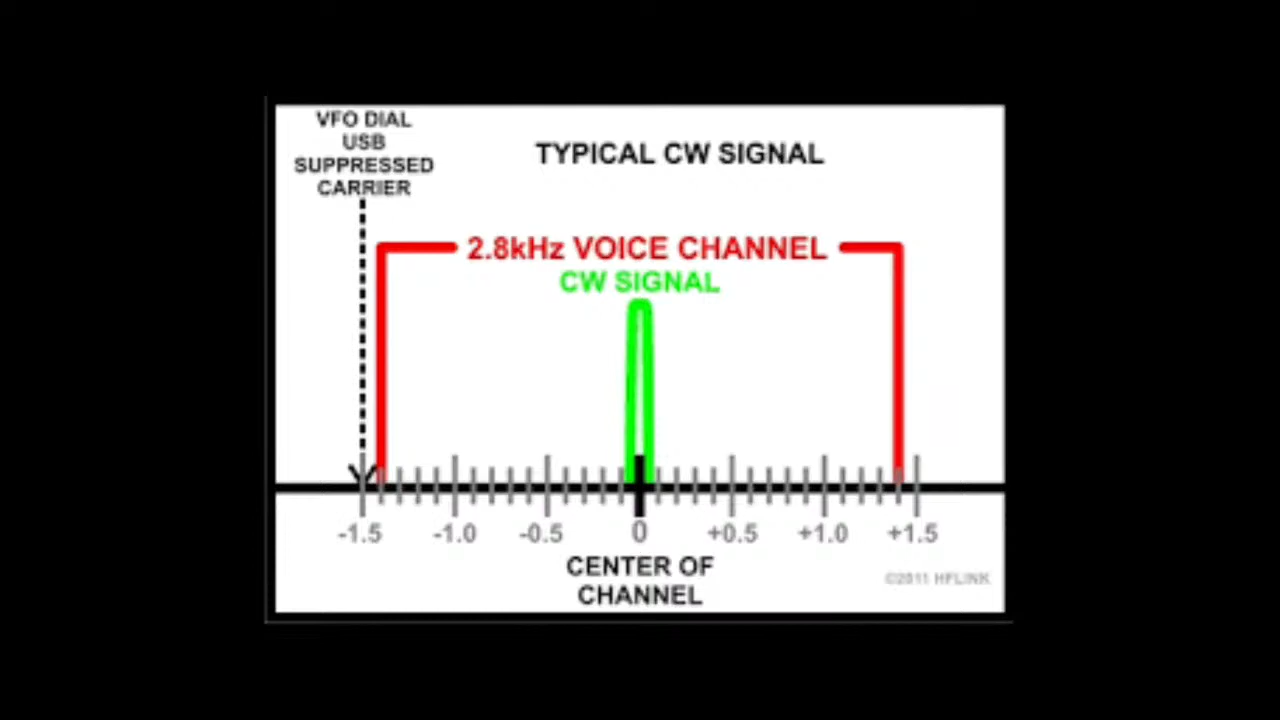 VFO DIAL
USB
SUPPRESSED
CARRIER
TYPICAL CW SIGNAL
2.8kHz VOICE CHANNEL
CW SIGNAL
-1.5 -1.0 -0.5 0 +0.5 +1.0 +1.5
CENTER OF
CHANNEL
©2011 HFLINK